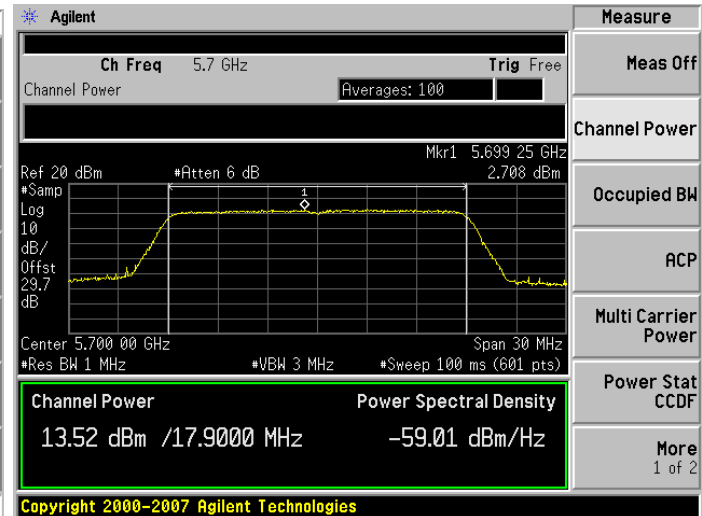 Agilent
Measure
Ch Freq 5.7 GHz Trig Free
Meas Off
Channel Power Averages: 100
Channel Power
Mkr1 5.699 25 GHz
Ref 20 dBm #Atten 6 dB 2.708 dBm
Occupied BW
#Samp
1
Log
10
dB/
ACP
Offst
29.7
dB
Multi Carrier
Power
Center 5.700 00 GHz Span 30 MHz
#Res BW 1 MHz #VBW 3 MHz #Sweep 100 ms (601 pts)
Power Stat
CCDF
Channel Power Power Spectral Density
13.52 dBm /17.9000 MHz -59.01 dBm/Hz
More
1 of 2
Copyright 2000-2007 Agilent Technologies